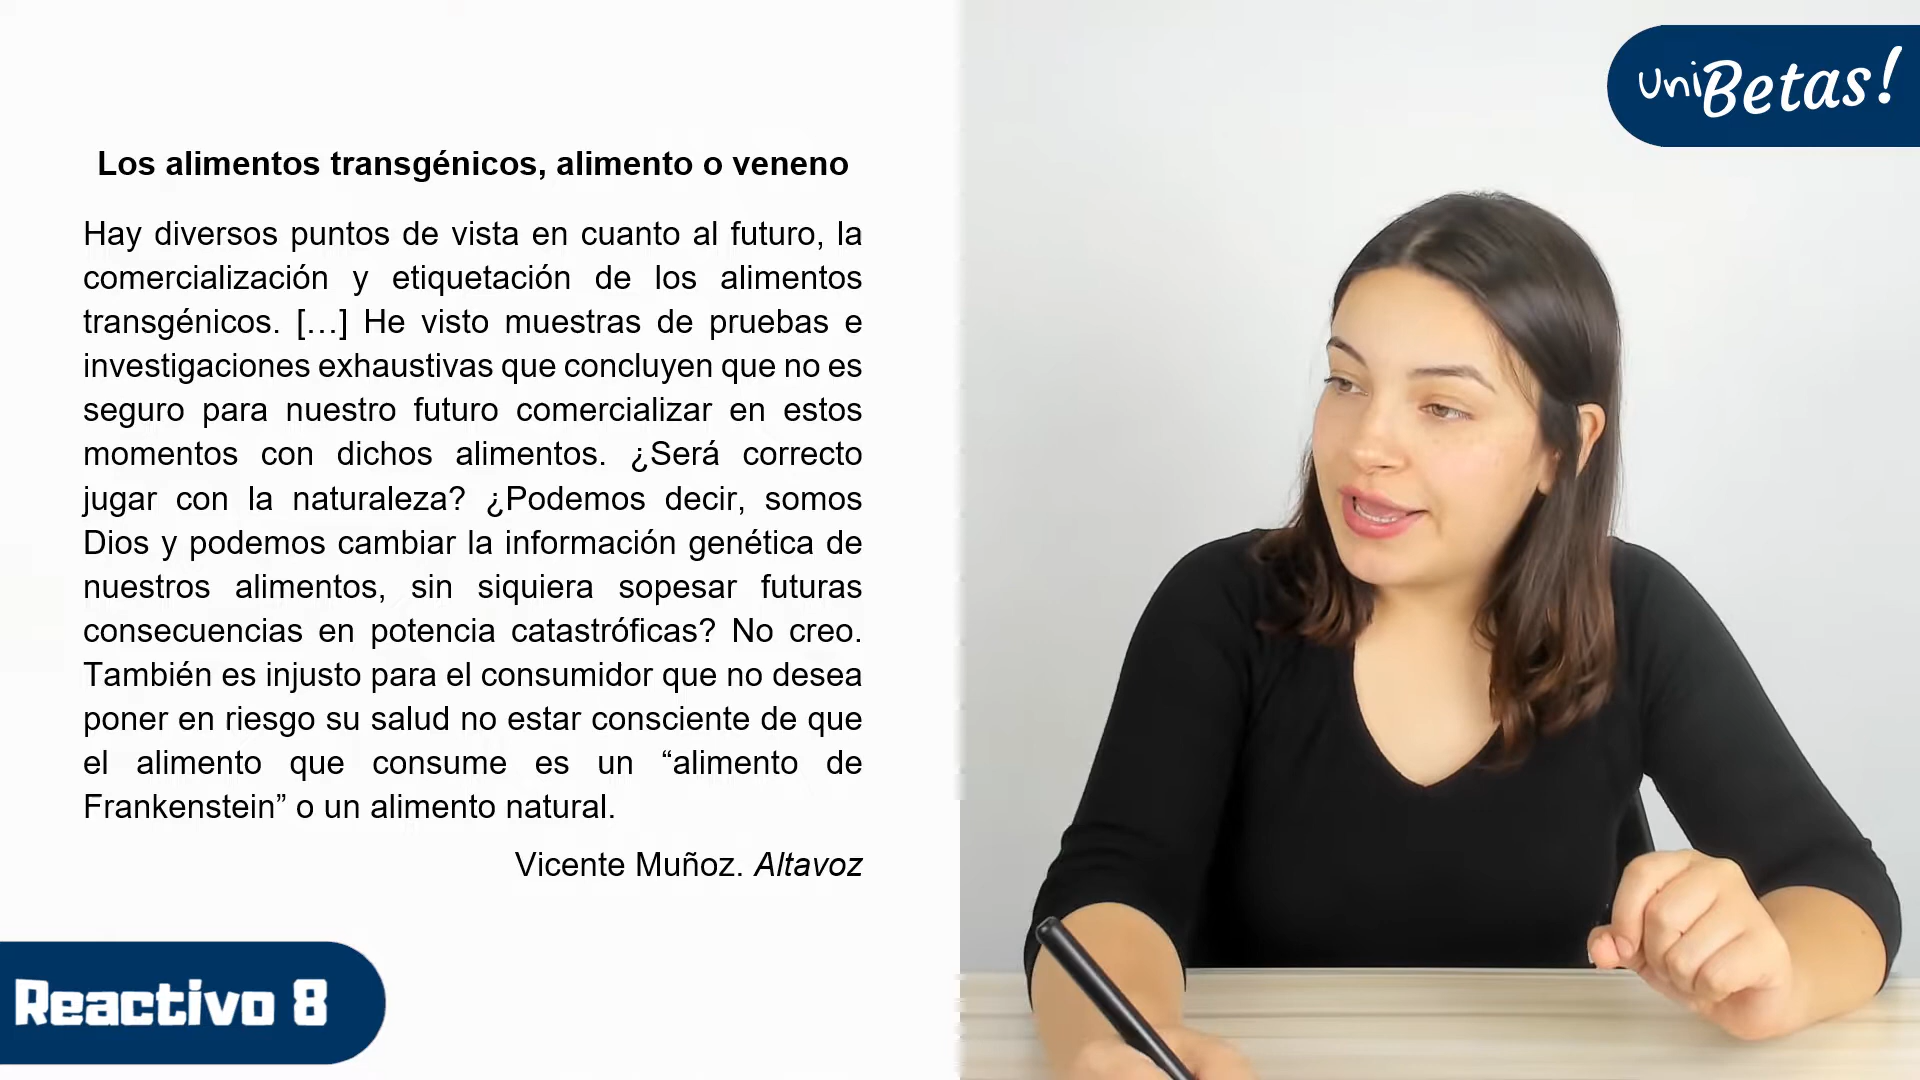 uniBetas!
Los alimentos transgénicos, alimento o veneno
Hay diversos puntos de vista en cuanto al futuro, la
comercialización y etiquetación de los alimentos
transgénicos. […] He visto muestras de pruebas e
investigaciones exhaustivas que concluyen que no es
seguro para nuestro futuro comercializar en estos
momentos con dichos alimentos. ¿Será correcto
jugar con la naturaleza? ¿Podemos decir, somos
Dios y podemos cambiar la información genética de
nuestros alimentos, sin siquiera sopesar futuras
consecuencias en potencia catastróficas? No creo.
También es injusto para el consumidor que no desea
poner en riesgo su salud no estar consciente de que
el alimento que consume es un “alimento de
Frankenstein” o un alimento natural.
Vicente Muñoz. Altavoz
Reactivo 8